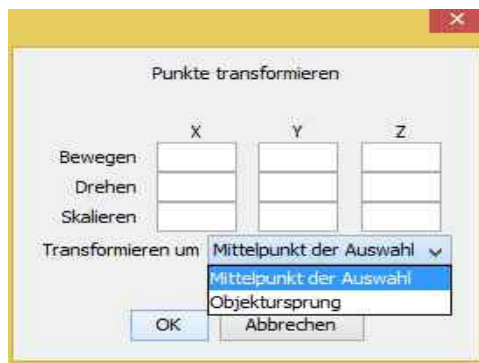 Punkte transformieren
X Y Z
Bewegen
Drehen
Skalieren
Transformieren um Mittelpunkt der Auswahl
Mittelpunkt der Auswahl
Objektursprung
OK Abbrechen